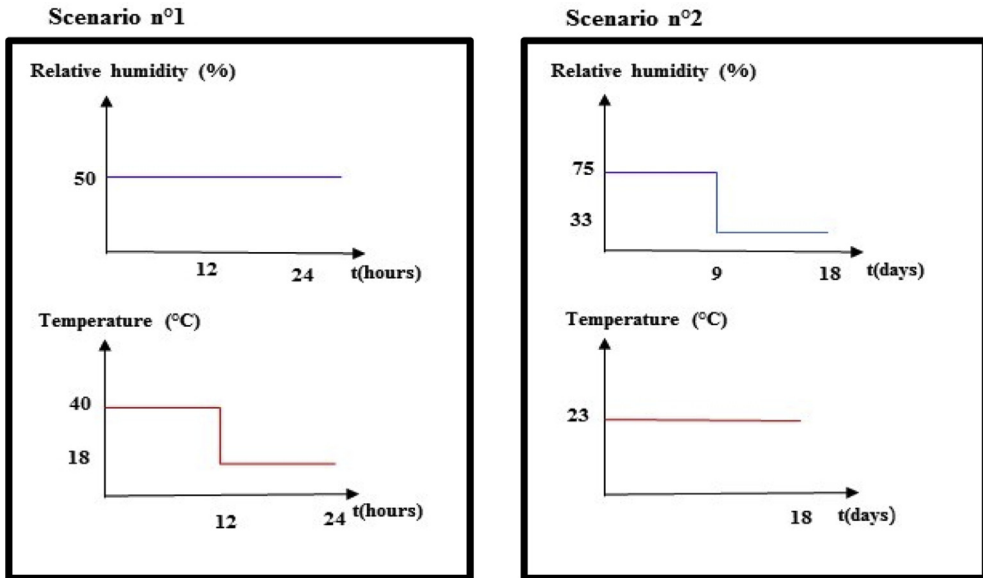 Scenario n°1
Relative humidity (%)
50
12
24
t(hours)
Temperature (°C)
40
18
12
24
t(hours)
Scenario n°2
Relative humidity (%)
75
33
9
18
t(days)
Temperature (°C)
23
18
t(days)